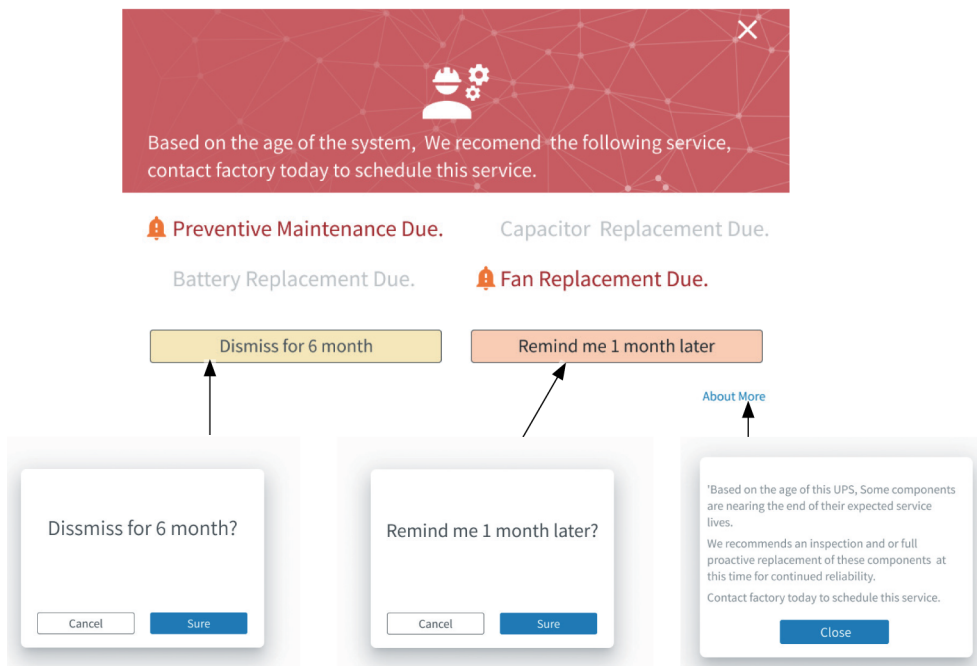 Based on the age of the system, We recomend the following service,
contact factory today to schedule this service.
Preventive Maintenance Due.
Capacitor Replacement Due.
Battery Replacement Due.
Fan Replacement Due.
Dismiss for 6 month
Remind me 1 month later
About More
Dissmiss for 6 month?
Cancel
Sure
Remind me 1 month later?
Cancel
Sure
'Based on the age of this UPS, Some components
are nearing the end of their expected service
lives.
We recommends an inspection and or full
proactive replacement of these components at
this time for continued reliability.
Contact factory today to schedule this service.
Close